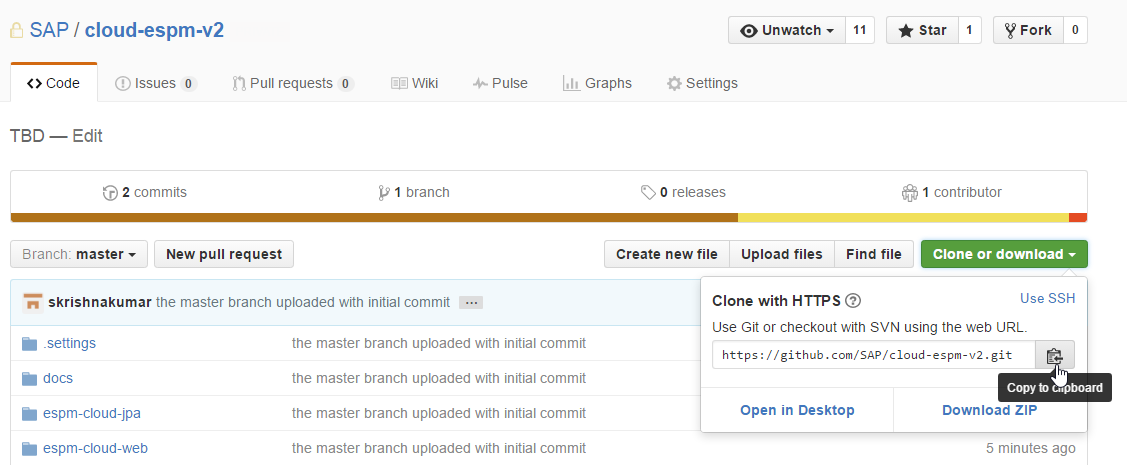 SAP / cloud-espm-v2 Unwatch 11 Star 1 Fork 0
Code Issues 0 Pull requests 0 Wiki Pulse Graphs Settings
TBD — Edit
2 commits 1 branch 0 releases 1 contributor
Branch: master New pull request Create new file Upload files Find file Clone or download
skrishnakumar the master branch uploaded with initial commit ...
Clone with HTTPS ? Use SSH
Use Git or checkout with SVN using the web URL.
https://github.com/SAP/cloud-espm-v2.git
Copy to clipboard
Open in Desktop Download ZIP
.settings the master branch uploaded with initial commit
docs the master branch uploaded with initial commit
espm-cloud-jpa the master branch uploaded with initial commit
espm-cloud-web the master branch uploaded with initial commit 5 minutes ago